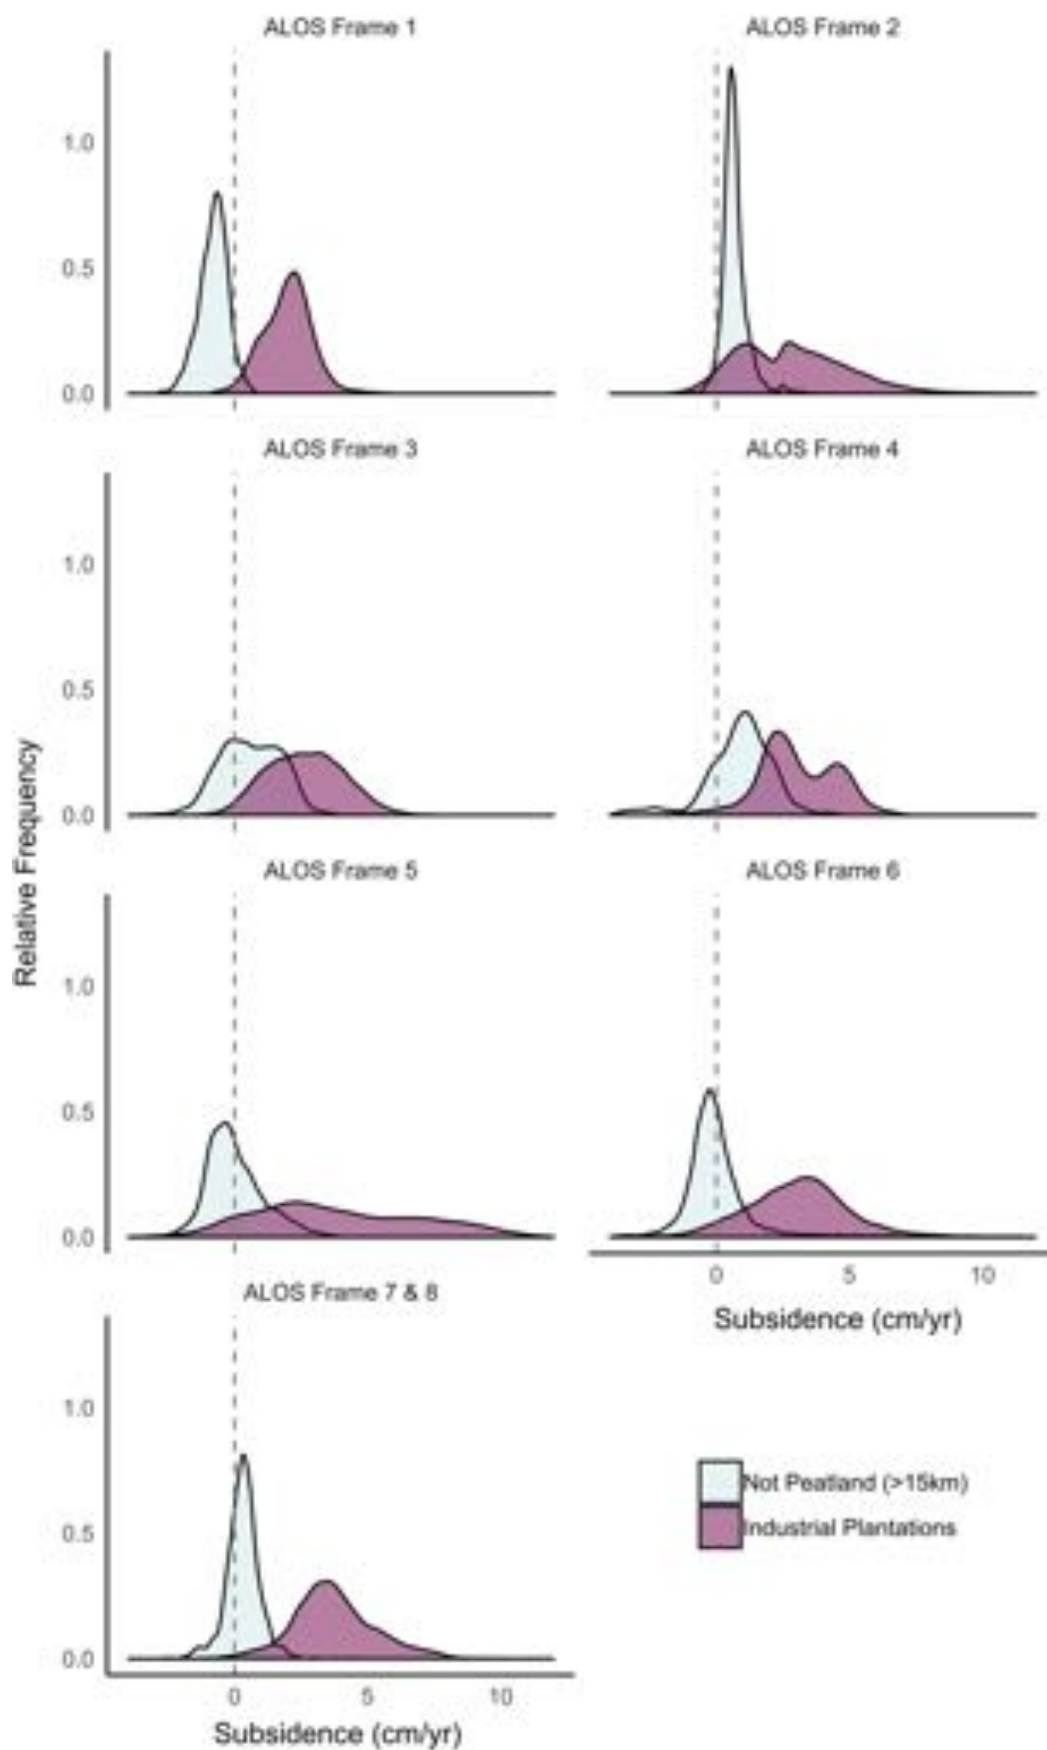 ALOS Frame 1
ALOS Frame 2
1.0
0.5
0.0
ALOS Frame 3
ALOS Frame 4
1.0
0.5
0.0
Relative Frequency
ALOS Frame 5
ALOS Frame 6
1.0
0.5
0.0
0 5 10
Subsidence (cm/yr)
ALOS Frame 7 & 8
1.0
0.5
0.0
0 5 10
Subsidence (cm/yr)
Not Peatland (>15km)
Industrial Plantations